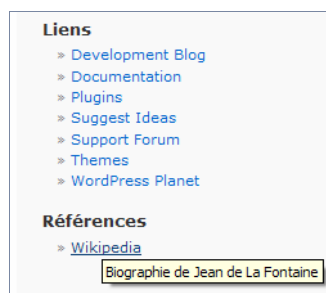 Liens
» Development Blog
» Documentation
» Plugins
» Suggest Ideas
» Support Forum
» Themes
» WordPress Planet
Références
» Wikipedia
Biographie de Jean de La Fontaine